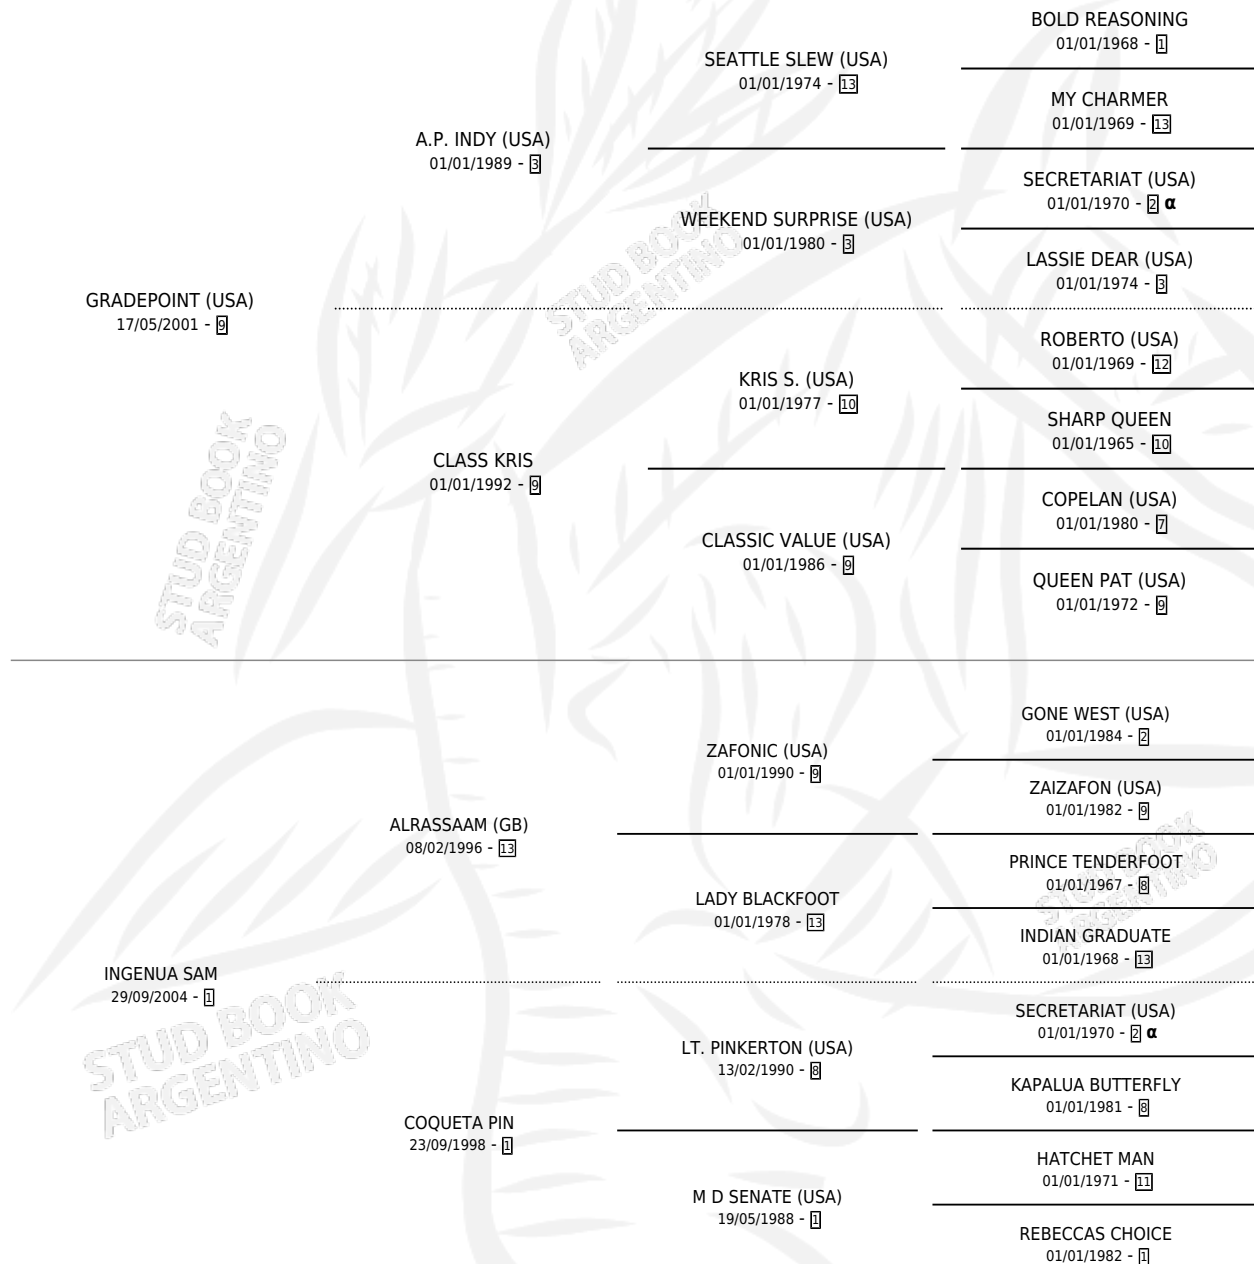 BOLD REASONING
01/01/1968 - 1
SEATTLE SLEW (USA)
01/01/1974 - 13
MY CHARMER
01/01/1969 - 13
A.P. INDY (USA)
01/01/1989 - 3
SECRETARIAT (USA)
01/01/1970 - 2 α
WEEKEND SURPRISE (USA)
01/01/1980 - 3
LASSIE DEAR (USA)
01/01/1974 - 3
GRADEPOINT (USA)
17/05/2001 - 9
ROBERTO (USA)
01/01/1969 - 12
KRIS S. (USA)
01/01/1977 - 10
SHARP QUEEN
01/01/1965 - 10
CLASS KRIS
01/01/1992 - 9
COPELAN (USA)
01/01/1980 - 7
CLASSIC VALUE (USA)
01/01/1986 - 9
QUEEN PAT (USA)
01/01/1972 - 9
GONE WEST (USA)
01/01/1984 - 2
ZAFONIC (USA)
01/01/1990 - 9
ZAIZAFON (USA)
01/01/1982 - 9
ALRASSAAM (GB)
08/02/1996 - 13
PRINCE TENDERFOOT
01/01/1967 - 8
LADY BLACKFOOT
01/01/1978 - 13
INDIAN GRADUATE
01/01/1968 - 13
INGENUA SAM
29/09/2004 - 1
SECRETARIAT (USA)
01/01/1970 - 2 α
LT. PINKERTON (USA)
13/02/1990 - 8
KAPALUA BUTTERFLY
01/01/1981 - 8
COQUETA PIN
23/09/1998 - 1
HATCHET MAN
01/01/1971 - 11
M D SENATE (USA)
19/05/1988 - 1
REBECCAS CHOICE
01/01/1982 - 1
STUD BOOK
ARGENTINO
STUD BOOK
ARGENTINO
STUD BOOK
ARGENTINO
STUD BOOK
ARGENTINO